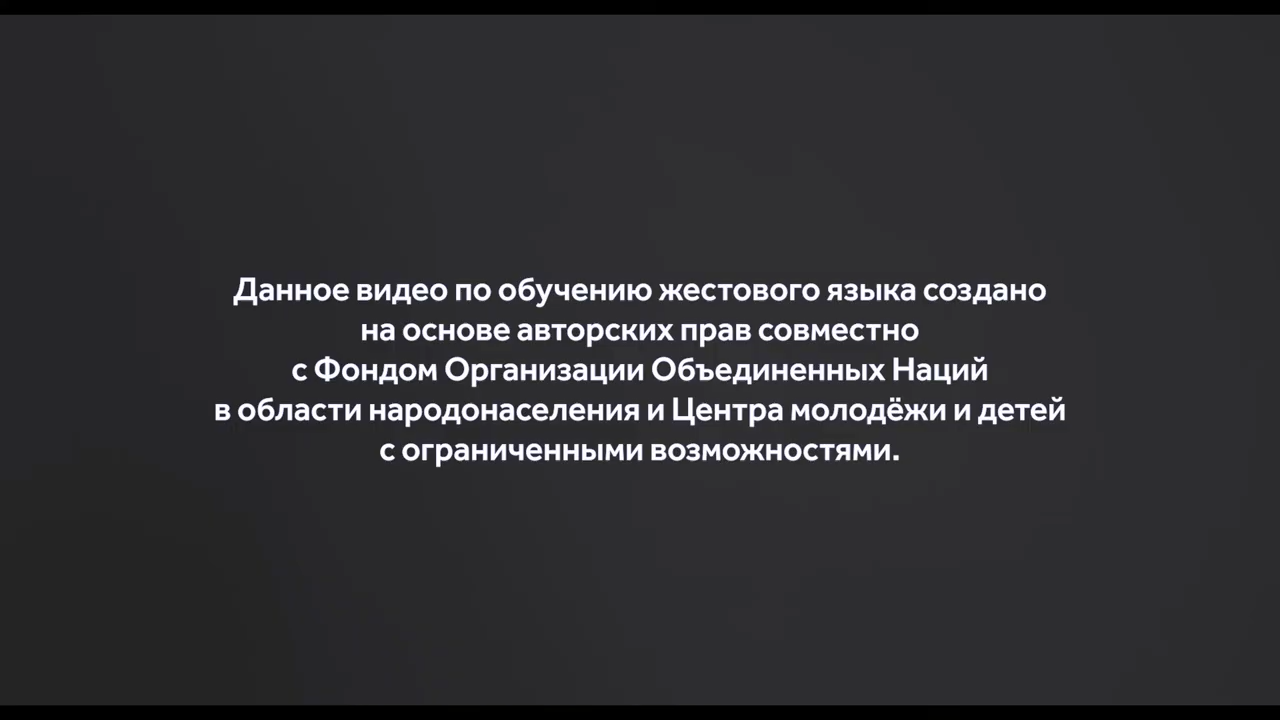 Данное видео по обучению жестового языка создано
на основе авторских прав совместно
с Фондом Организации Объединенных Наций
в области народонаселения и Центра молодёжи и детей
с ограниченными возможностями.